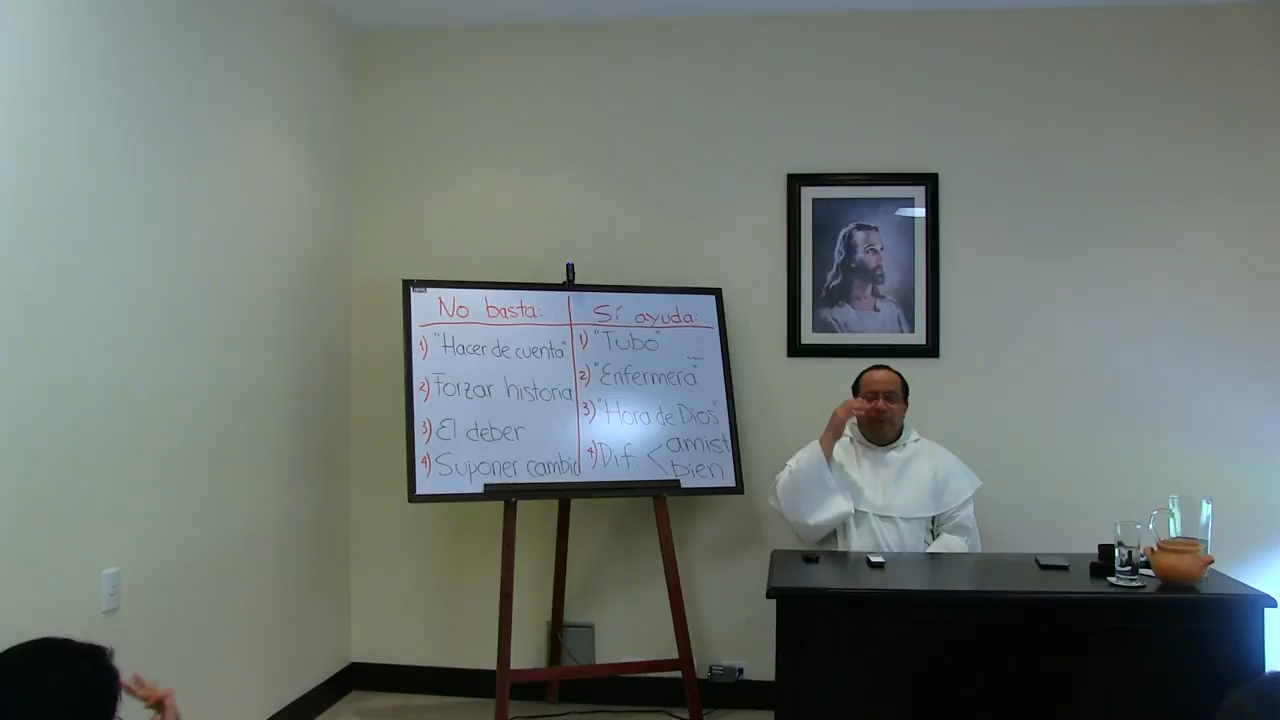 No basta:
1) "Hacer de cuenta"
2) Forzar historia
3) El deber
4) Suponer cambio
Sí ayuda:
1) "Tubo"
2) "Enfermera"
3) "Hora de Dios"
4) Dif. < amist
bien